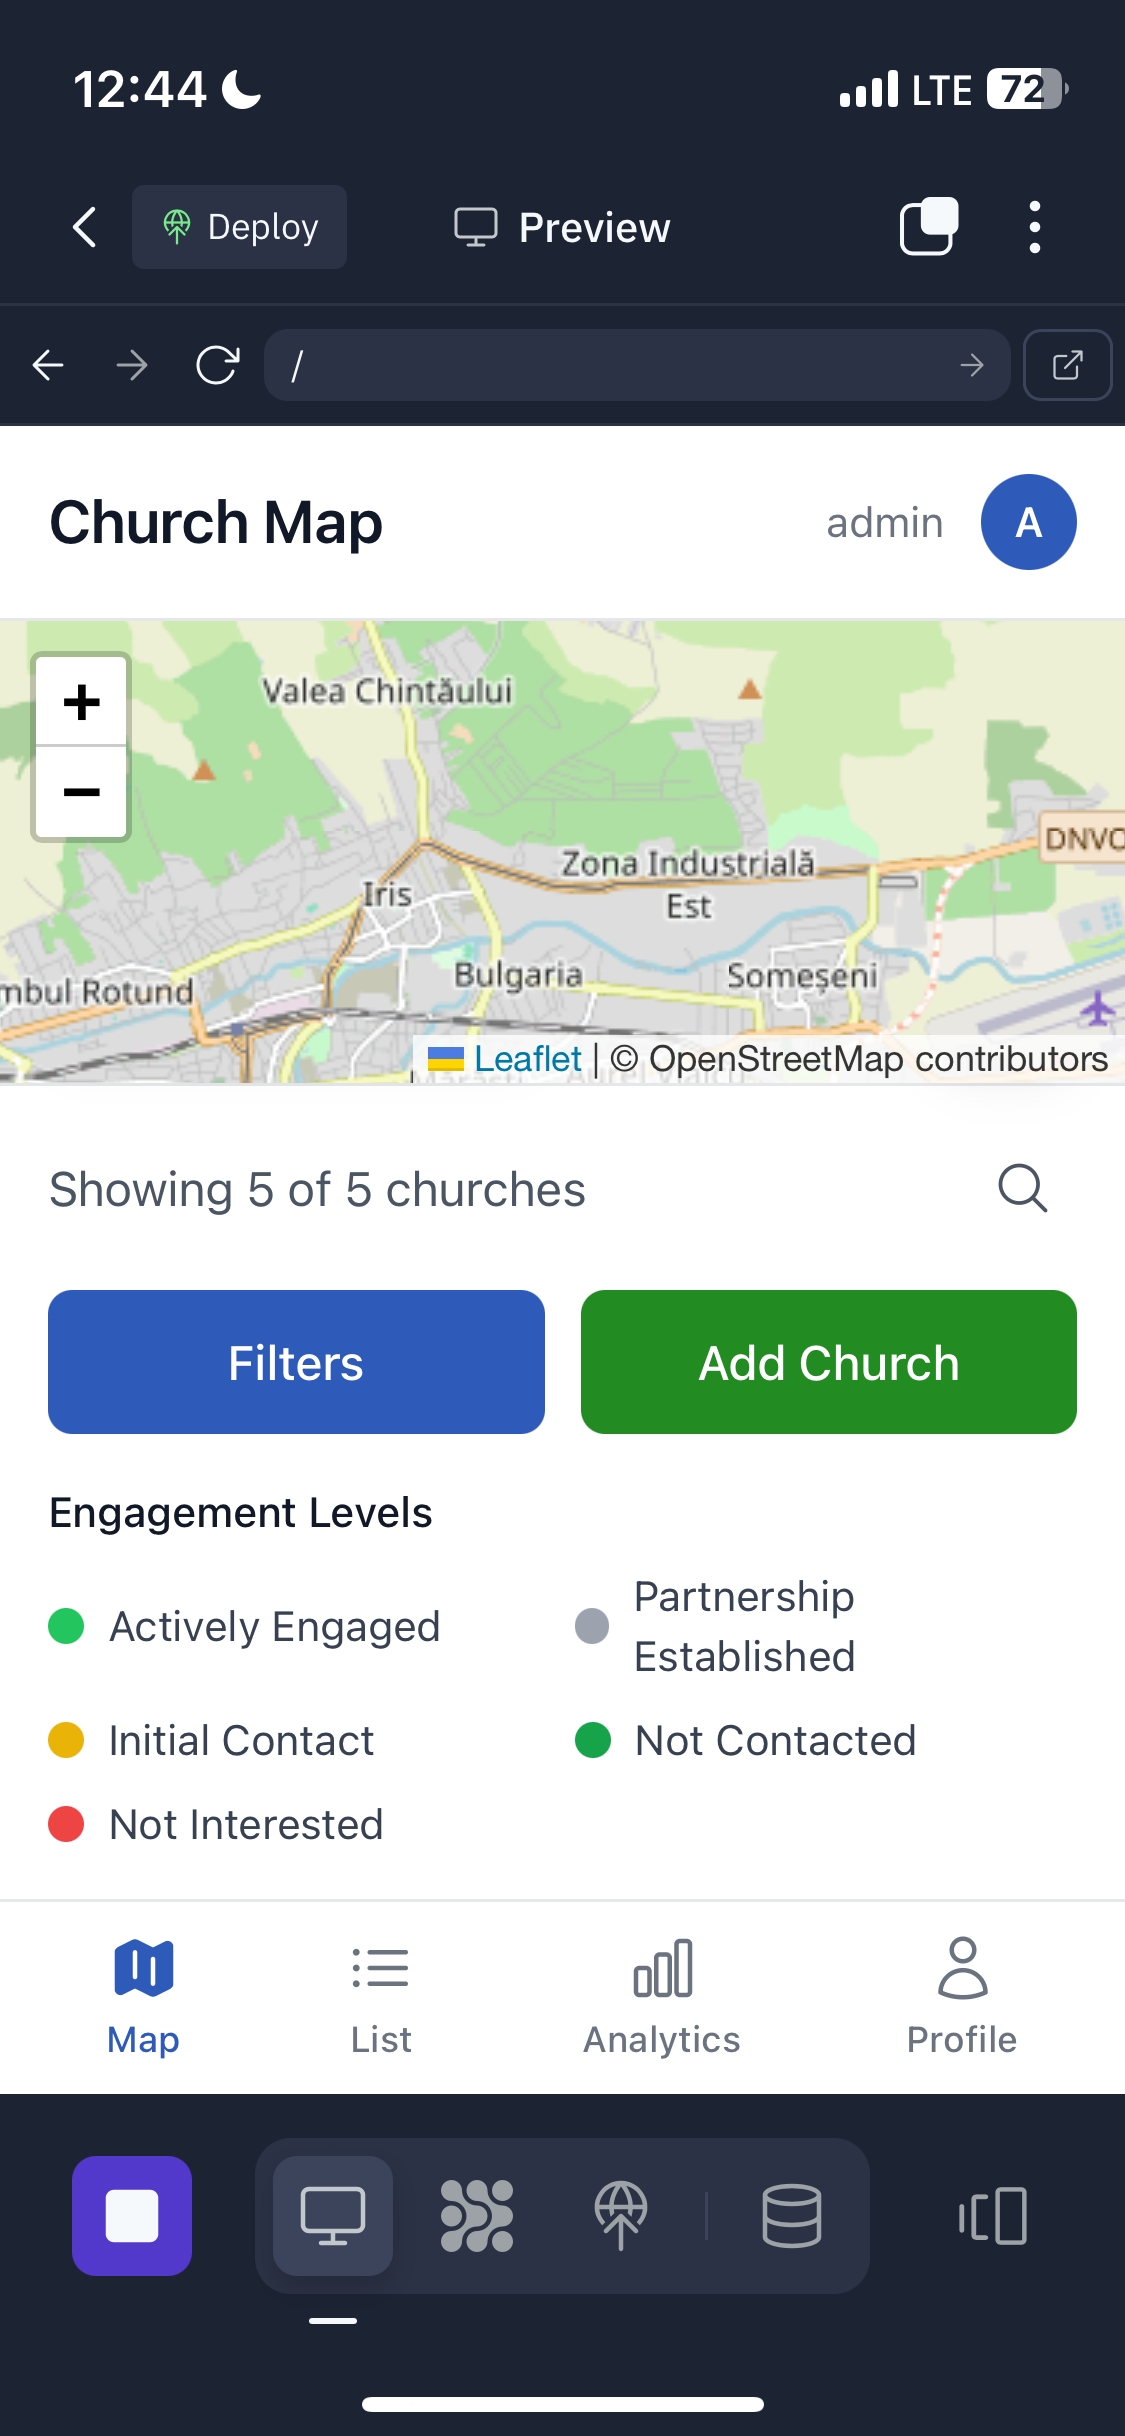 12:44
LTE 72
Deploy
Preview
/
Church Map
admin
A
Valea Chintăului
+
−
DNVC
Zona Industrială
Est
Iris
Bulgaria
Someșeni
mbul Rotund
Leaflet | © OpenStreetMap contributors
Showing 5 of 5 churches
Filters
Add Church
Engagement Levels
Actively Engaged
Partnership
Established
Initial Contact
Not Contacted
Not Interested
Map
List
Analytics
Profile